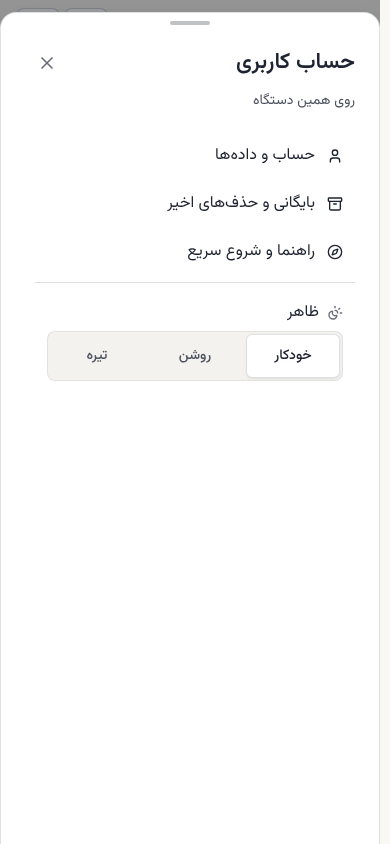 حساب کاربری
روی همین دستگاه
حساب و داده‌ها
بایگانی و حذف‌های اخیر
راهنما و شروع سریع
ظاهر
خودکار
روشن
تیره